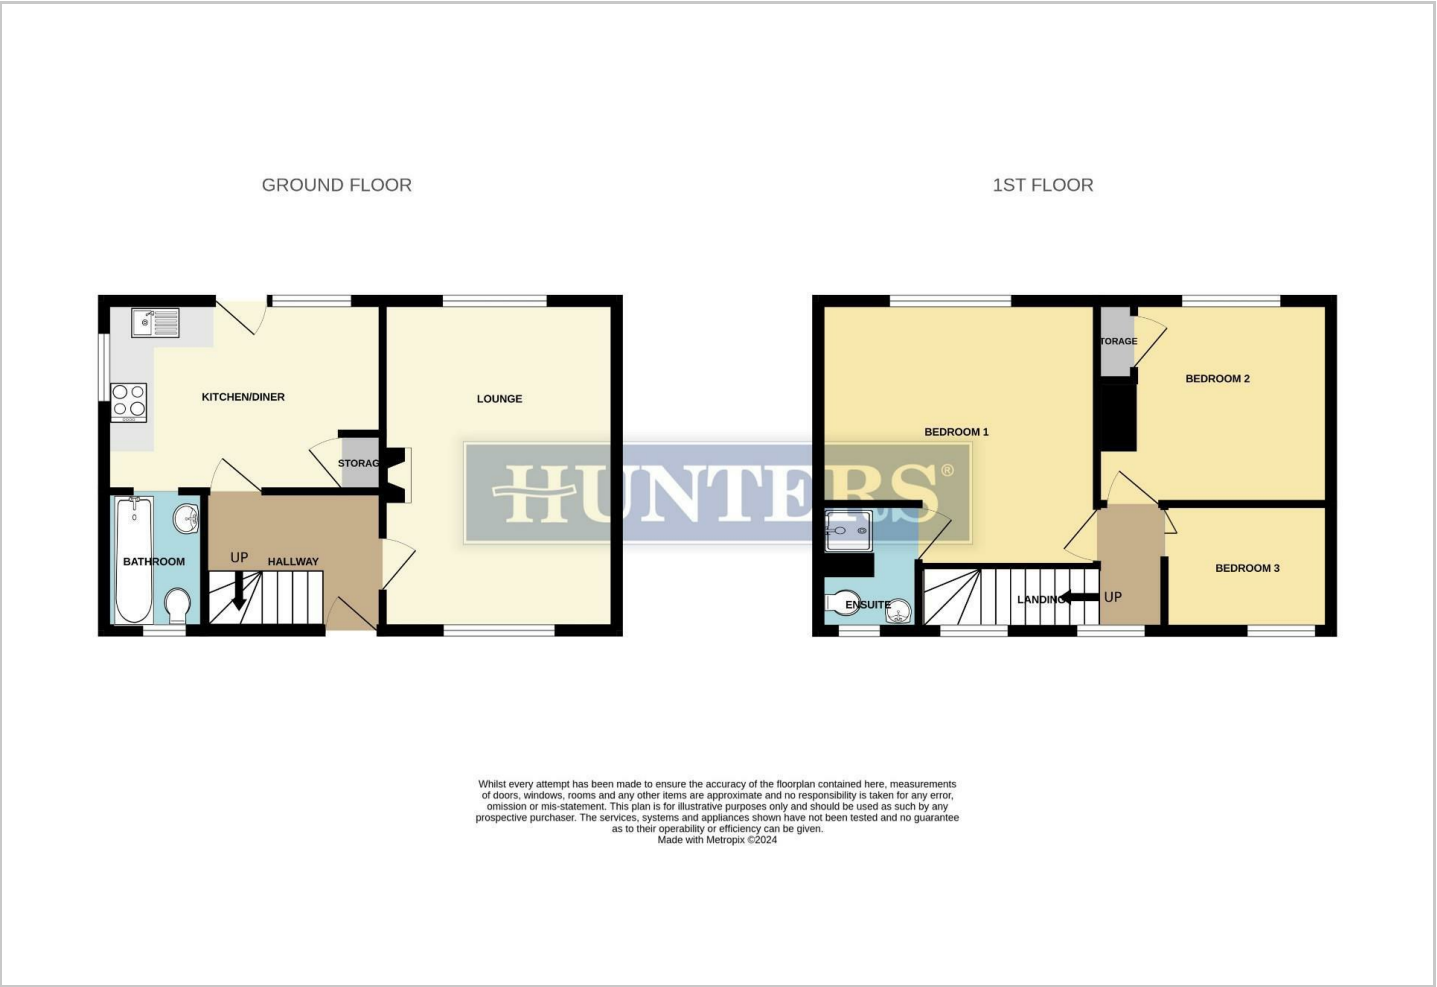 GROUND FLOOR
1ST FLOOR
KITCHEN/DINER
LOUNGE
STORAG
BATHROOM
UP
HALLWAY
TORAGE
BEDROOM 2
BEDROOM 1
BEDROOM 3
ENSUITE
LANDING
UP
HUNTERS®
Whilst every attempt has been made to ensure the accuracy of the floorplan contained here, measurements
of doors, windows, rooms and any other items are approximate and no responsibility is taken for any error,
omission or mis-statement. This plan is for illustrative purposes only and should be used as such by any
prospective purchaser. The services, systems and appliances shown have not been tested and no guarantee
as to their operability or efficiency can be given.
Made with Metropix ©2024